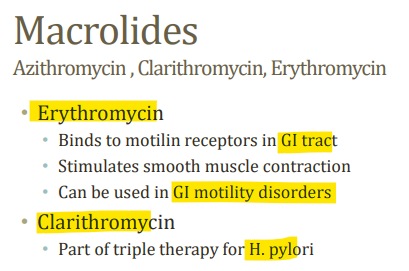 Macrolides
Azithromycin , Clarithromycin, Erythromycin
• Erythromycin
• Binds to motilin receptors in GI tract
• Stimulates smooth muscle contraction
• Can be used in GI motility disorders
• Clarithromycin
• Part of triple therapy for H. pylori